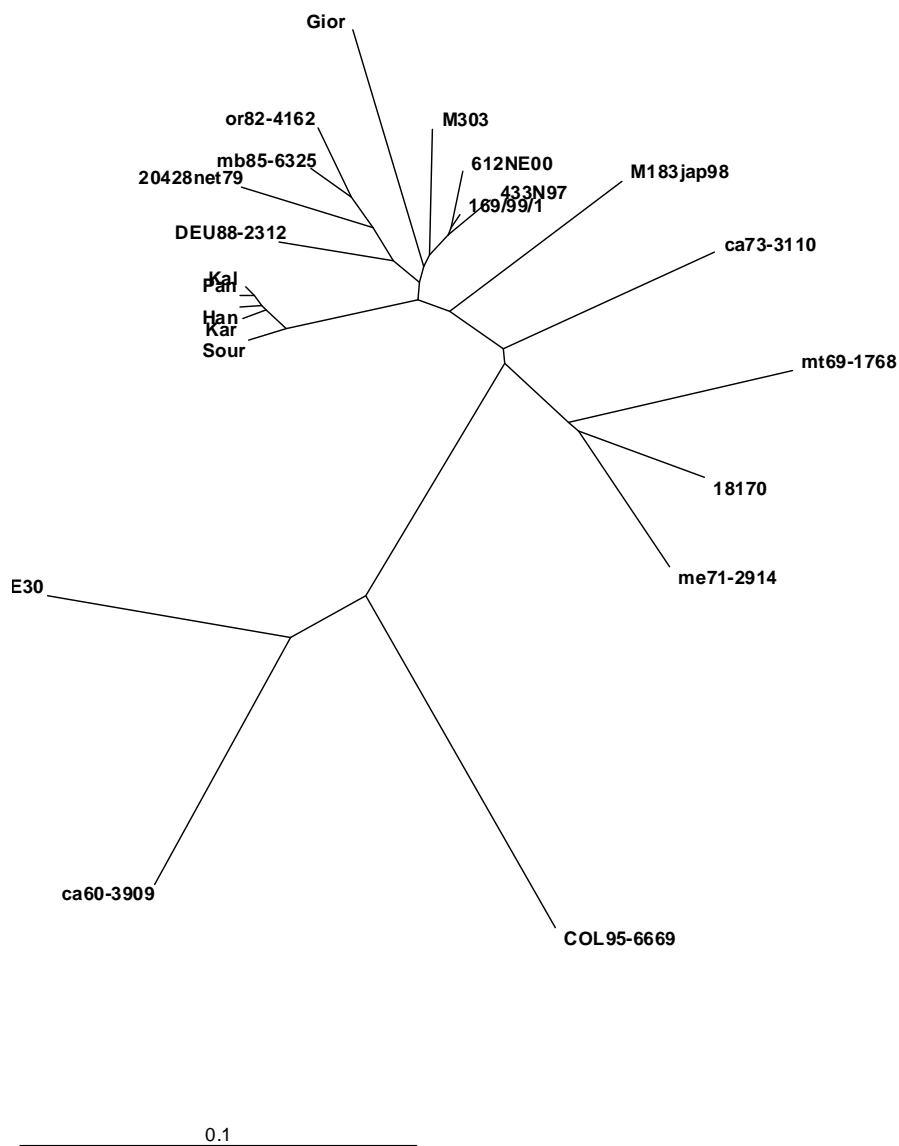 Gior
or82-4162
M303
mb85-6325
612NE00
M183jap98
20428net79
433N97
169/99/1
DEU88-2312
ca73-3110
Kal
Pan
Han
Kar
Sour
mt69-1768
18170
me71-2914
E30
ca60-3909
COL95-6669
0.1